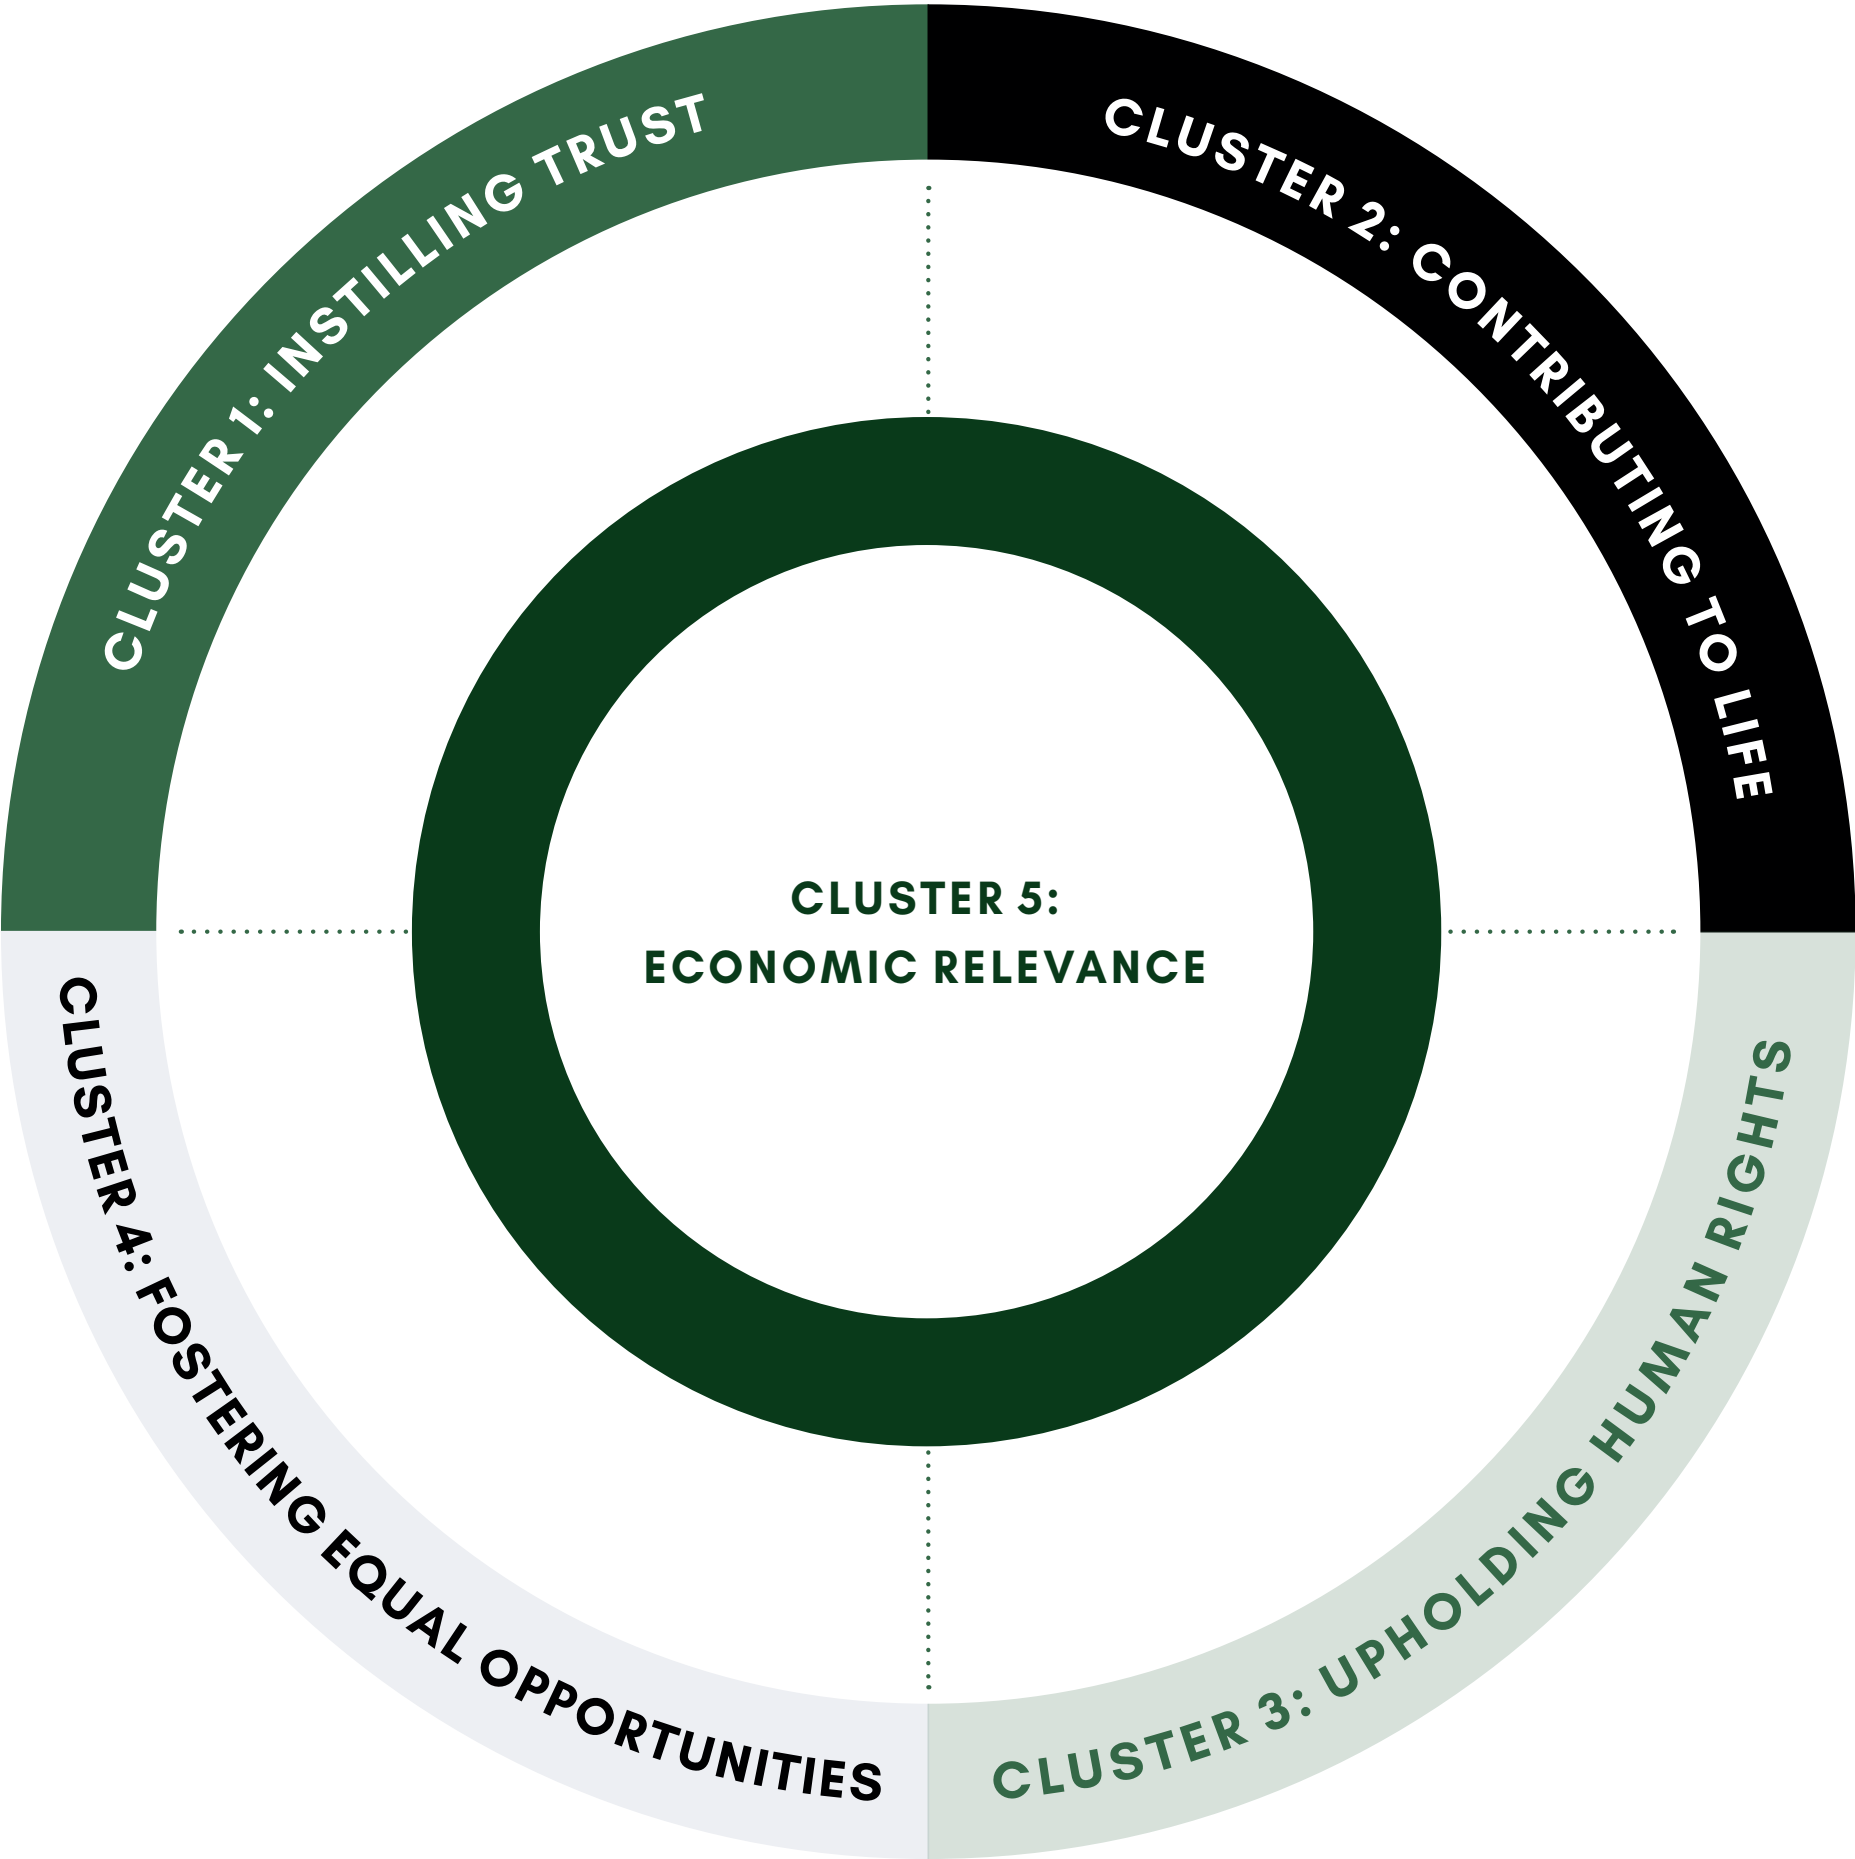 CLUSTER 1: INSTILLING TRUST
CLUSTER 2: CONTRIBUTING TO LIFE
CLUSTER 5:
ECONOMIC RELEVANCE
CLUSTER 4: FOSTERING EQUAL OPPORTUNITIES
CLUSTER 3: UPHOLDING HUMAN RIGHTS